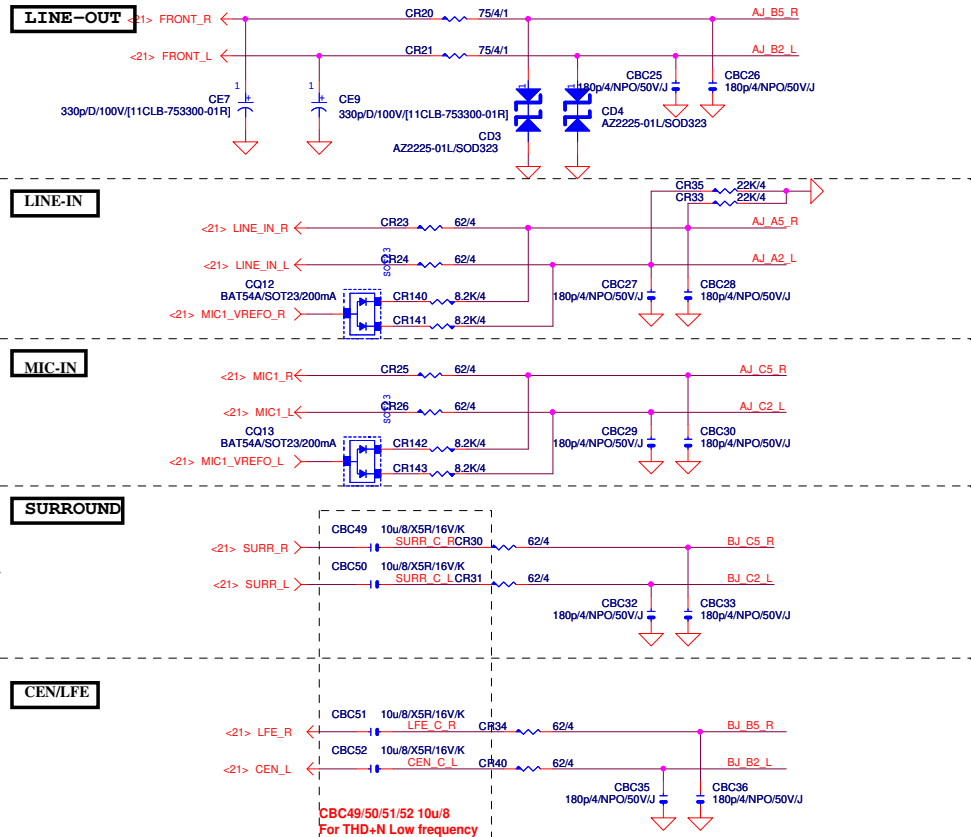 LINE-OUT
<21> FRONT_R
CR20 75/4/1
AJ_B5_R
<21> FRONT_L
CR21 75/4/1
AJ_B2_L
1 CE7
330p/D/100V/[11CLB-753300-01R]
+
1 CE9
330p/D/100V/[11CLB-753300-01R]
+
1
CD3
AZ2225-01L/SOD323
1
CD4
AZ2225-01L/SOD323
CBC25
180p/4/NPO/50V/J
CBC26
180p/4/NPO/50V/J
LINE-IN
CR35 22K/4
CR33 22K/4
<21> LINE_IN_R
CR23 62/4
AJ_A5_R
<21> LINE_IN_L
CR24 62/4
AJ_A2_L
SOT23
CQ12
BAT54A/SOT23/200mA
<21> MIC1_VREFO_R
CR140 8.2K/4
CR141 8.2K/4
CBC27
180p/4/NPO/50V/J
CBC28
180p/4/NPO/50V/J
MIC-IN
<21> MIC1_R
CR25 62/4
AJ_C5_R
<21> MIC1_L
CR26 62/4
AJ_C2_L
SOT23
CQ13
BAT54A/SOT23/200mA
<21> MIC1_VREFO_L
CR142 8.2K/4
CR143 8.2K/4
CBC29
180p/4/NPO/50V/J
CBC30
180p/4/NPO/50V/J
SURROUND
CBC49 10u/8/X5R/16V/K
<21> SURR_R
SURR_C_R
CR30 62/4
BJ_C5_R
CBC50 10u/8/X5R/16V/K
<21> SURR_L
SURR_C_L
CR31 62/4
BJ_C2_L
CBC32
180p/4/NPO/50V/J
CBC33
180p/4/NPO/50V/J
CEN/LFE
CBC51 10u/8/X5R/16V/K
<21> LFE_R
LFE_C_R
CR34 62/4
BJ_B5_R
CBC52 10u/8/X5R/16V/K
<21> CEN_L
CEN_C_L
CR40 62/4
BJ_B2_L
CBC35
180p/4/NPO/50V/J
CBC36
180p/4/NPO/50V/J
CBC49/50/51/52 10u/8
For THD+N Low frequency